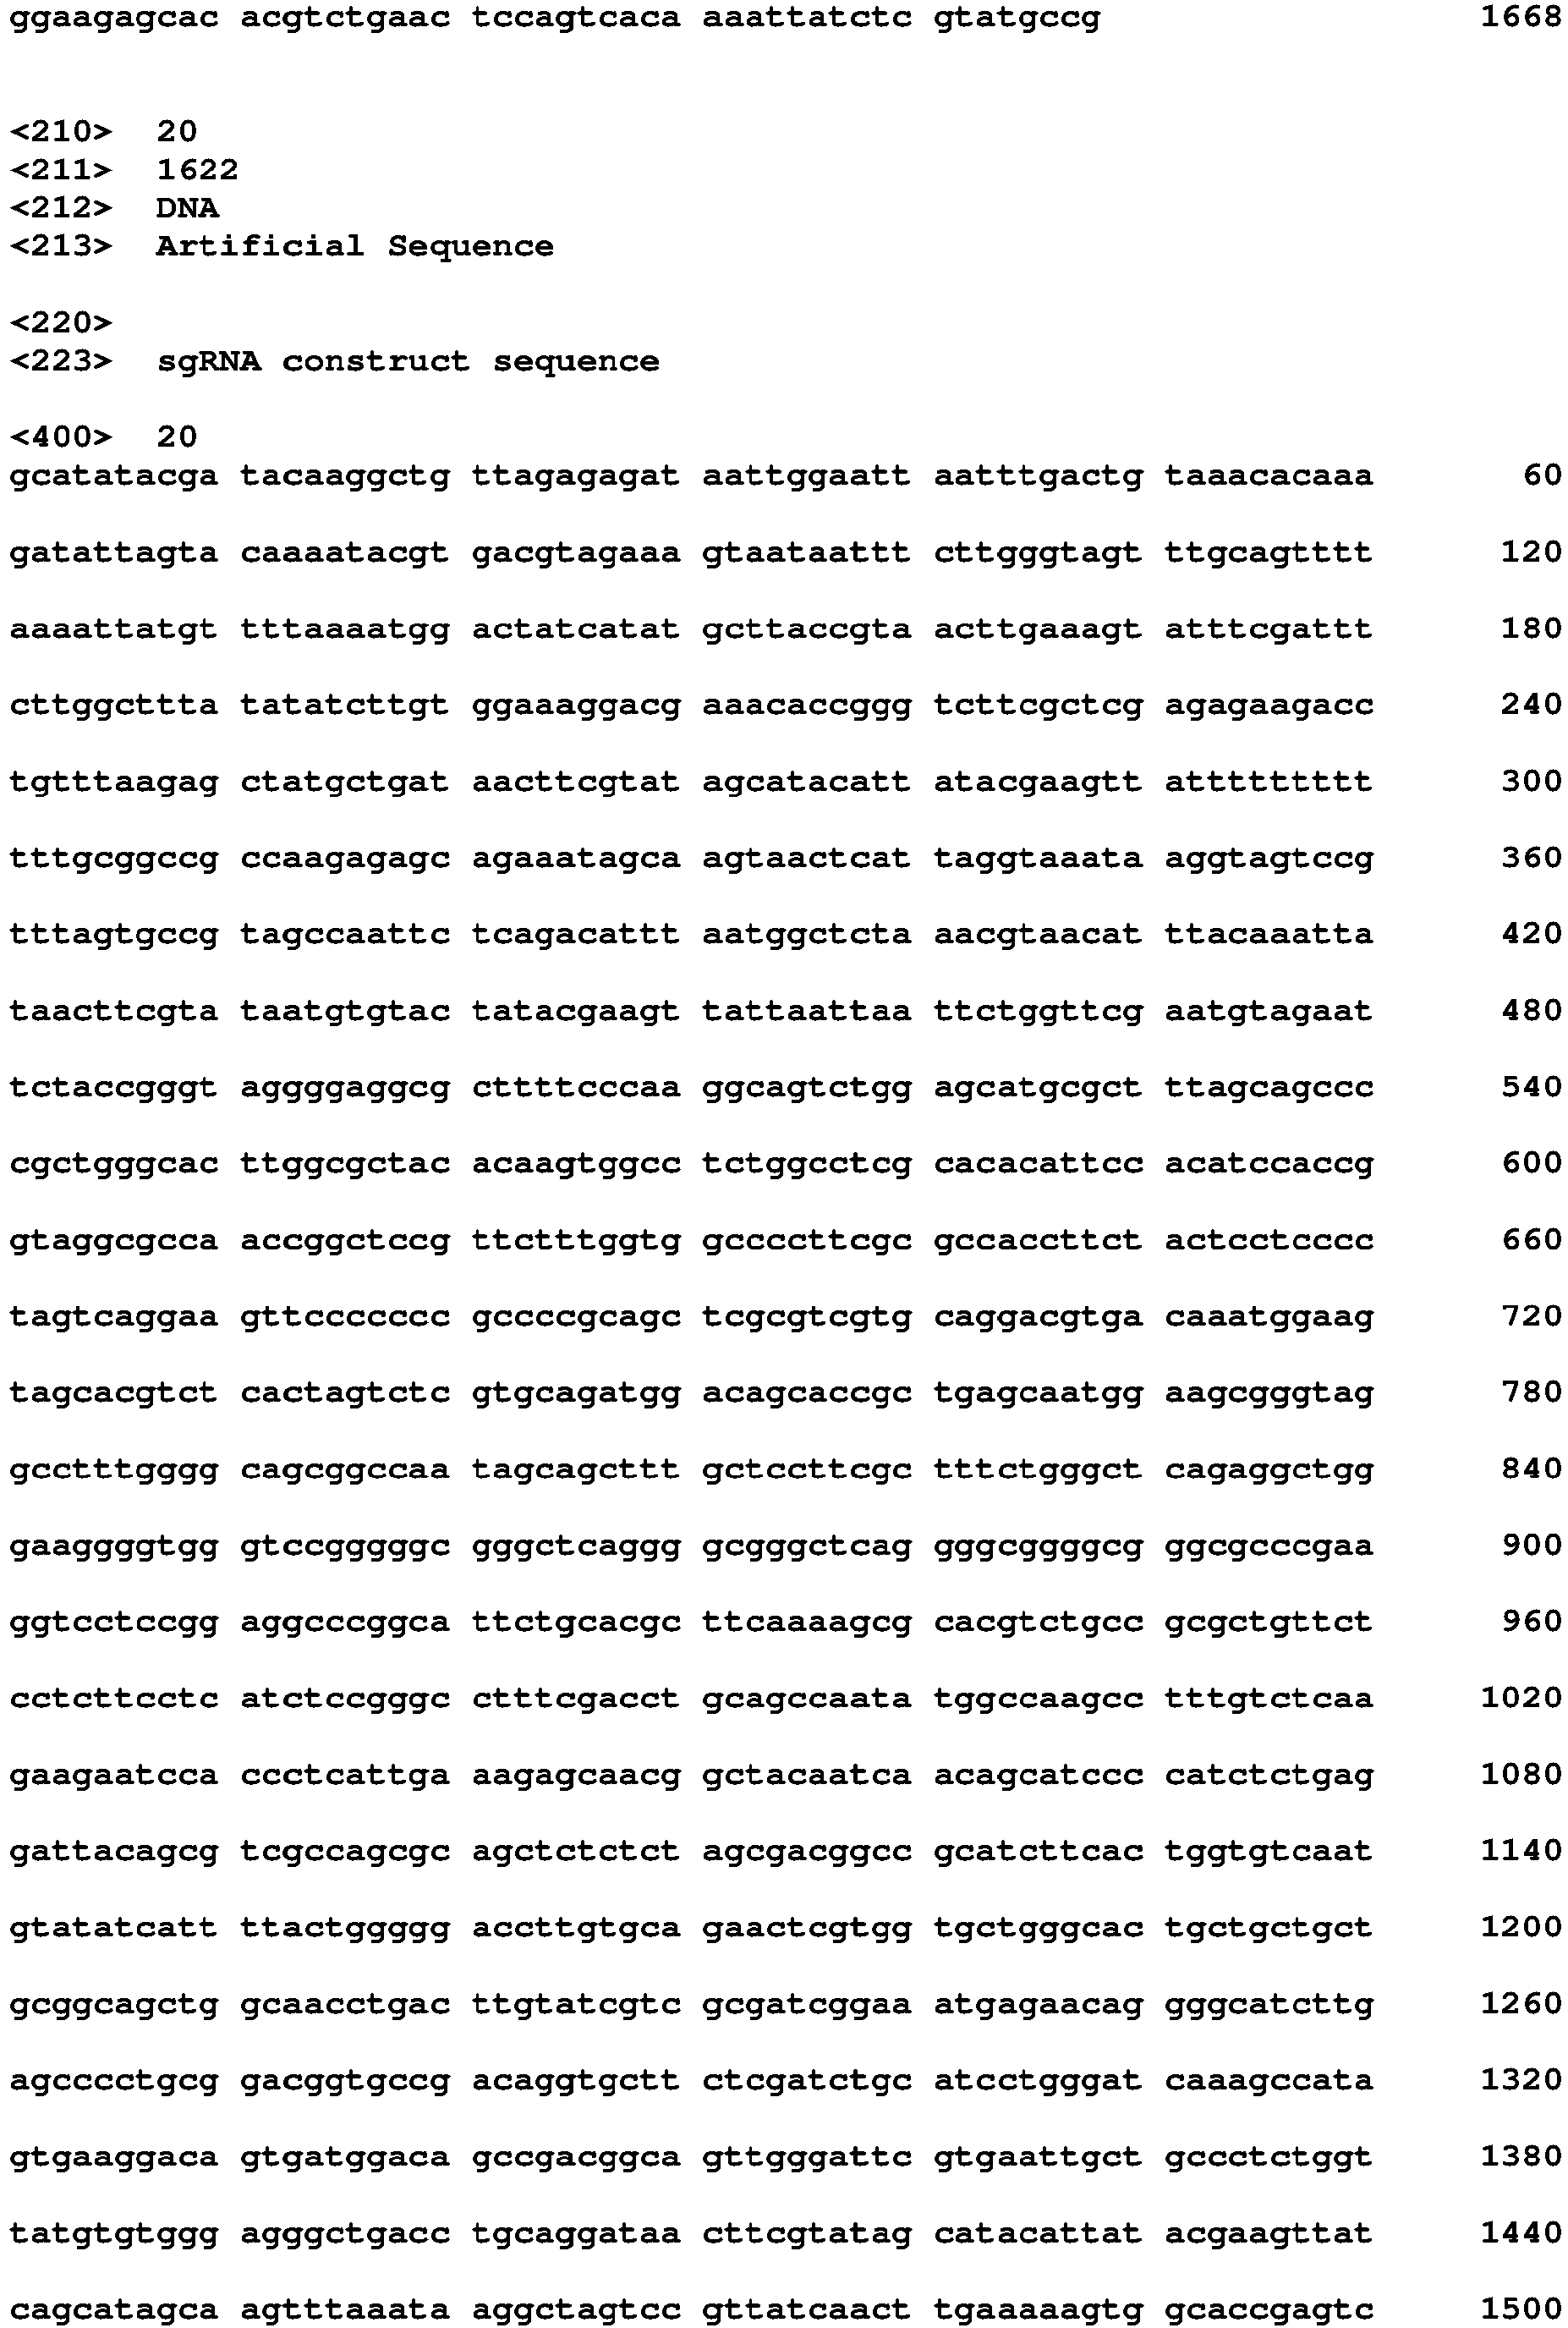 ggaagagcac acgtctgaac tccagtcaca aaattatctc gtatgccg 1668
<210> 20
<211> 1622
<212> DNA
<213> Artificial Sequence
<220>
<223> sgRNA construct sequence
<400> 20
gcatatacga tacaaggctg ttagagagat aattggaatt aatttgactg taaacacaaa 60
gatattagta caaaatacgt gacgtagaaa gtaataattt cttgggtagt ttgcagtttt 120
aaaattatgt tttaaaatgg actatcatat gcttaccgta acttgaaagt atttcgattt 180
cttggcttta tatatcttgt ggaaaggacg aaacaccggg tcttcgctcg agagaagacc 240
tgtttaagag ctatgctgat aacttcgtat agcatacatt atacgaagtt attttttttt 300
tttgcggccg ccaagagagc agaaatagca agtaactcat taggtaaata aggtagtccg 360
tttagtgccg tagccaattc tcagacattt aatggctcta aacgtaacat ttacaaatta 420
taacttcgta taatgtgtac tatacgaagt tattaattaa ttctggttcg aatgtagaat 480
tctaccgggt aggggaggcg cttttcccaa ggcagtctgg agcatgcgct ttagcagccc 540
cgctgggcac ttggcgctac acaagtggcc tctggcctcg cacacattcc acatccaccg 600
gtaggcgcca accggctccg ttctttggtg gccccttcgc gccaccttct actcctcccc 660
tagtcaggaa gttccccccc gccccgcagc tcgcgtcgtg caggacgtga caaatggaag 720
tagcacgtct cactagtctc gtgcagatgg acagcaccgc tgagcaatgg aagcgggtag 780
gcctttgggg cagcggccaa tagcagcttt gctccttcgc tttctgggct cagaggctgg 840
gaaggggtgg gtccgggggc gggctcaggg gcgggctcag gggcggggcg ggcgcccgaa 900
ggtcctccgg aggcccggca ttctgcacgc ttcaaaagcg cacgtctgcc gcgctgttct 960
cctcttcctc atctccgggc ctttcgacct gcagccaata tggccaagcc tttgtctcaa 1020
gaagaatcca ccctcattga aagagcaacg gctacaatca acagcatccc catctctgag 1080
gattacagcg tcgccagcgc agctctctct agcgacggcc gcatcttcac tggtgtcaat 1140
gtatatcatt ttactggggg accttgtgca gaactcgtgg tgctgggcac tgctgctgct 1200
gcggcagctg gcaacctgac ttgtatcgtc gcgatcggaa atgagaacag gggcatcttg 1260
agcccctgcg gacggtgccg acaggtgctt ctcgatctgc atcctgggat caaagccata 1320
gtgaaggaca gtgatggaca gccgacggca gttgggattc gtgaattgct gccctctggt 1380
tatgtgtggg agggctgacc tgcaggataa cttcgtatag catacattat acgaagttat 1440
cagcatagca agtttaaata aggctagtcc gttatcaact tgaaaaagtg gcaccgagtc 1500